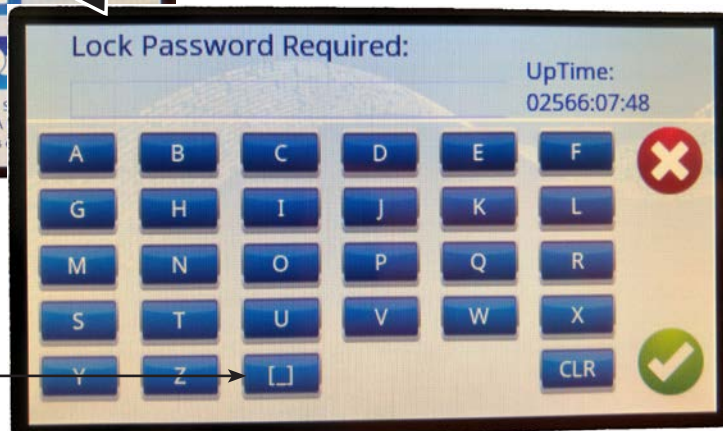 Lock Password Required:
UpTime:
02566:07:48
A B C D E F
G H I J K L
M N O P Q R
S T U V W X
Y Z [_] CLR